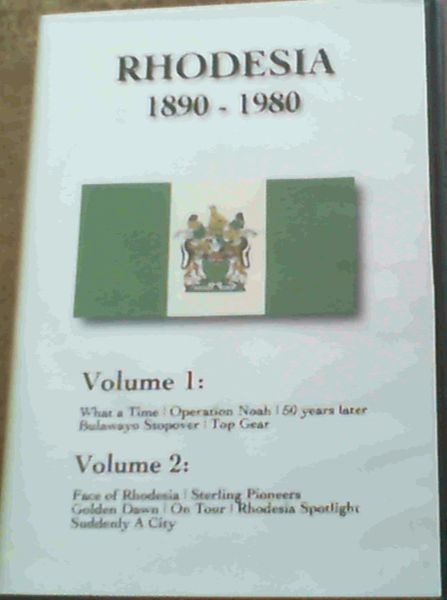 RHODESIA
1890 - 1980
Volume 1:
What a Time | Operation Noah | 50 years later
Bulawayo Stopover | Top Gear
Volume 2:
Face of Rhodesia | Sterling Pioneers
Golden Dawn | On Tour | Rhodesia Spotlight
Suddenly A City